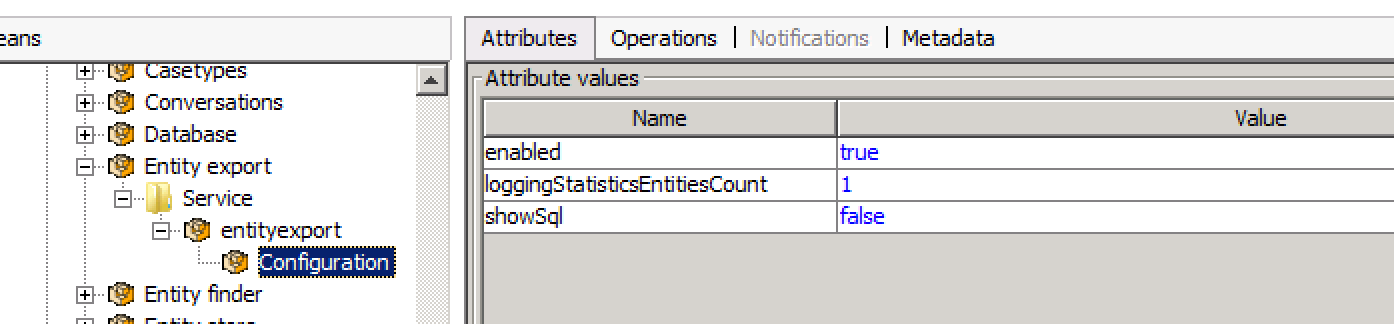 eans
Casetypes
Conversations
Database
Entity export
Service
entityexport
Configuration
Entity finder
Entity store
Attributes Operations Notifications Metadata
Attribute values
Name Value
enabled true
loggingStatisticsEntitiesCount 1
showSql false